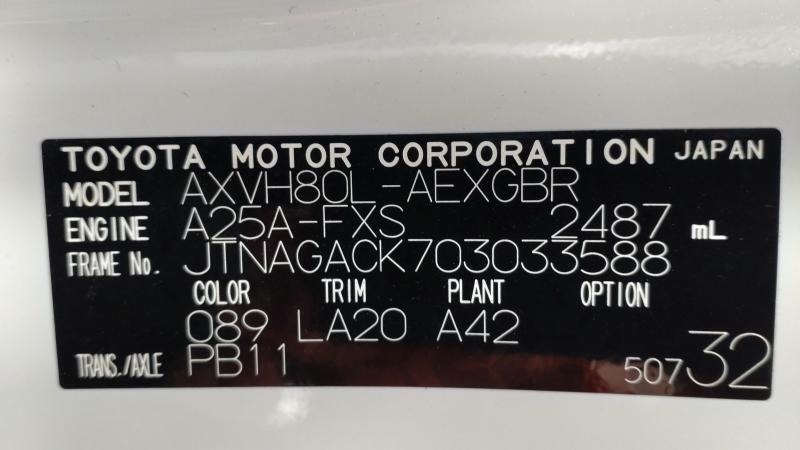 TOYOTA MOTOR CORPORATION JAPAN
MODEL AXVH80L-AEXGBR
ENGINE A25A-FXS 2487 mL
FRAME No. JTNAGACK703033588
COLOR TRIM PLANT OPTION
089 LA20 A42
TRANS./AXLE PB11 50732